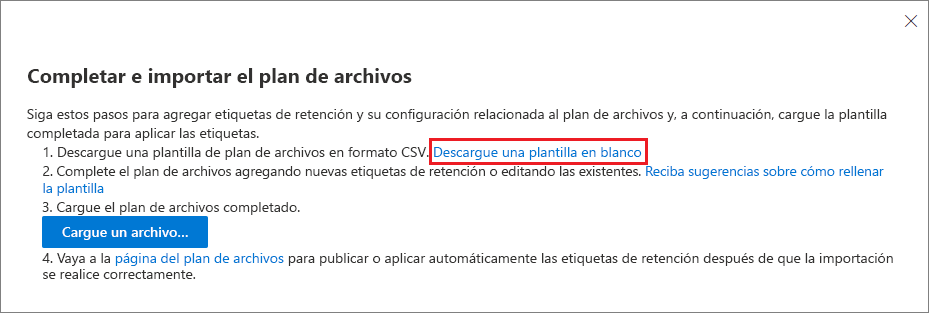 Completar e importar el plan de archivos
Siga estos pasos para agregar etiquetas de retención y su configuración relacionada al plan de archivos y, a continuación, cargue la plantilla
completada para aplicar las etiquetas.
1. Descargue una plantilla de plan de archivos en formato CSV. Descargue una plantilla en blanco
2. Complete el plan de archivos agregando nuevas etiquetas de retención o editando las existentes. Reciba sugerencias sobre cómo rellenar
la plantilla
3. Cargue el plan de archivos completado.
Cargue un archivo...
4. Vaya a la página del plan de archivos para publicar o aplicar automáticamente las etiquetas de retención después de que la importación
se realice correctamente.